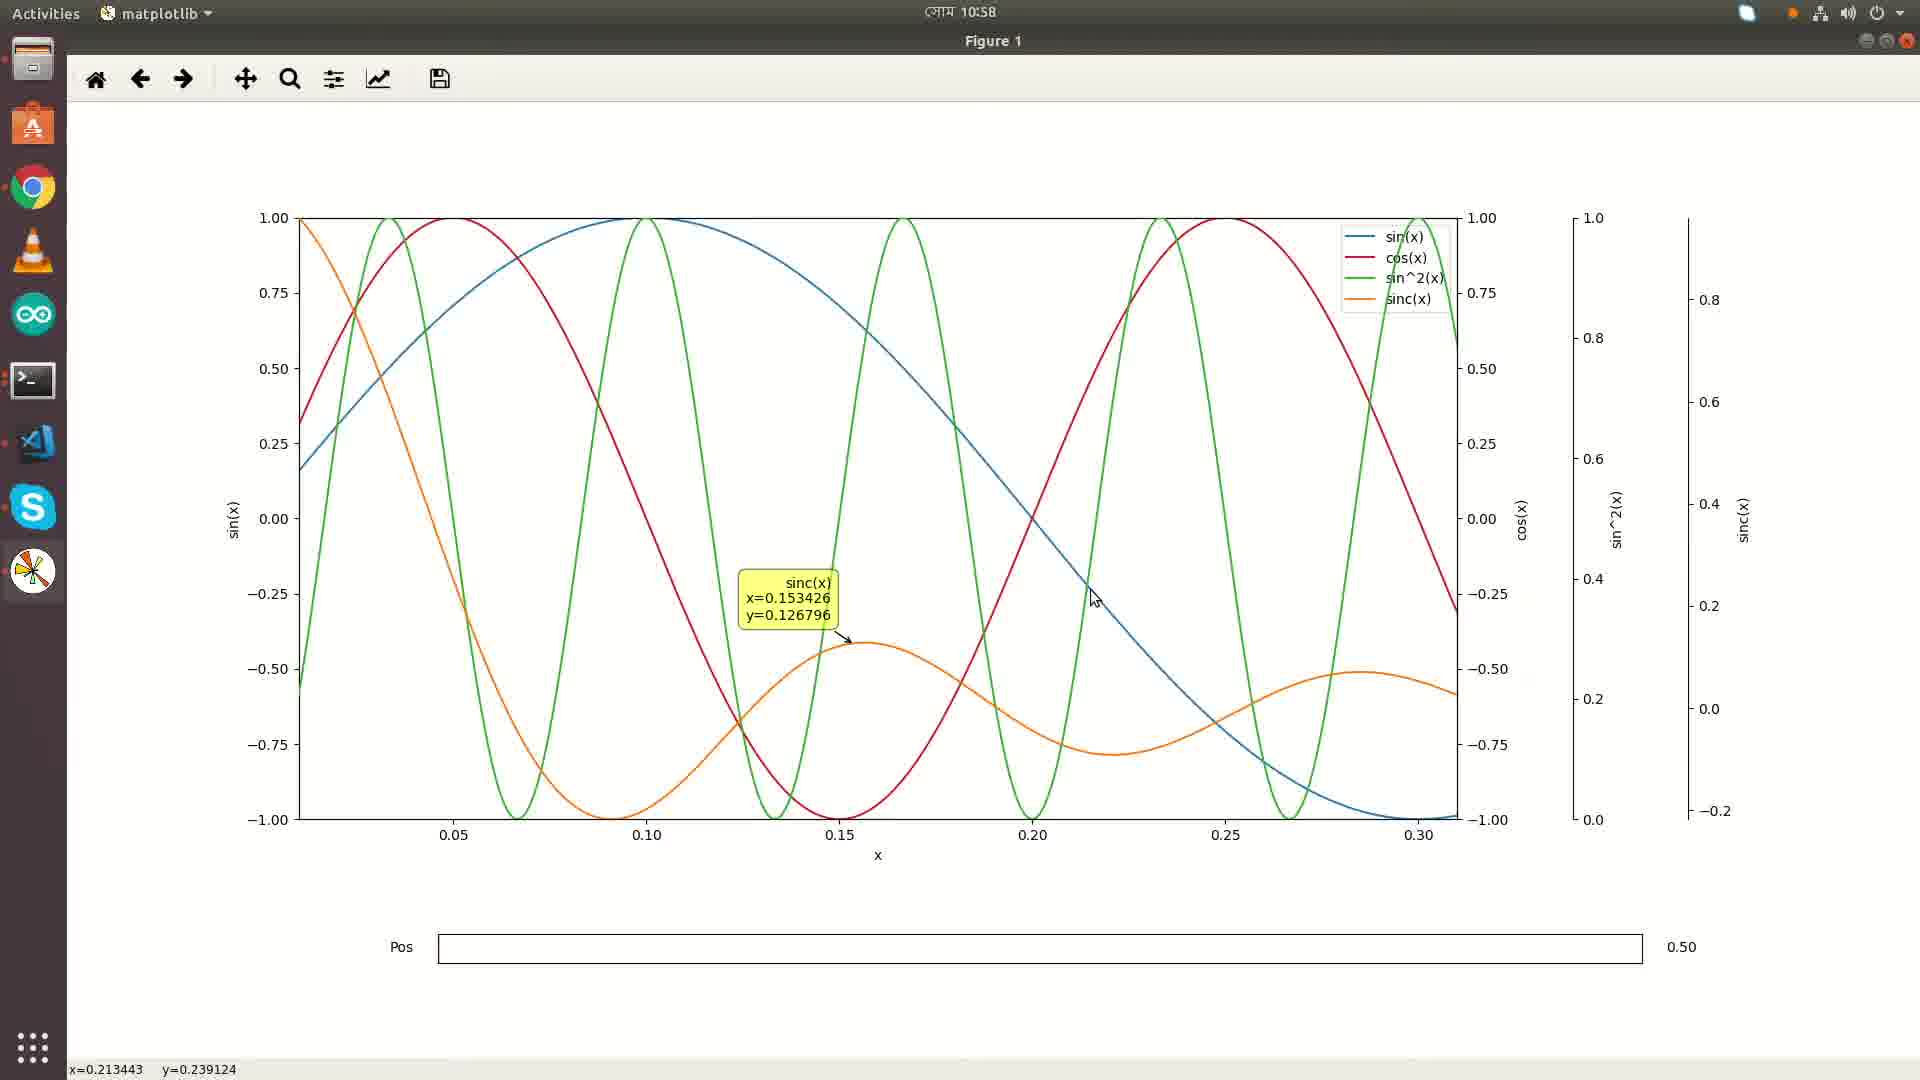 Activities matplotlib সোম 10:58
Figure 1
1.00
0.75
0.50
0.25
0.00
−0.25
−0.50
−0.75
−1.00
sin(x)
0.05 0.10 0.15 0.20 0.25 0.30
x
sin(x)
cos(x)
sin^2(x)
sinc(x)
sinc(x)
x=0.153426
y=0.126796
1.00
0.75
0.50
0.25
0.00
−0.25
−0.50
−0.75
−1.00
cos(x)
1.0
0.8
0.6
0.4
0.2
0.0
sin^2(x)
0.8
0.6
0.4
0.2
0.0
−0.2
sinc(x)
Pos 0.50
x=0.213443 y=0.239124